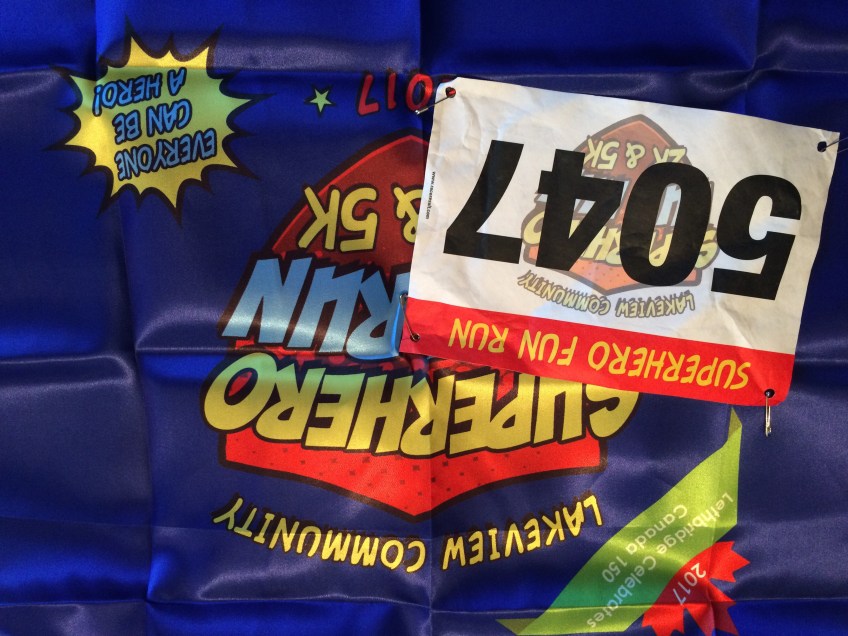 2017
Lethbridge Celebrates
Canada 150
LAKEVIEW COMMUNITY
SUPERHERO
RUN
& 5K
2017
EVERYONE
CAN BE
A HERO!
SUPERHERO FUN RUN
LAKEVIEW COMMUNITY
SUPERHERO
RUN
2K & 5K
5047